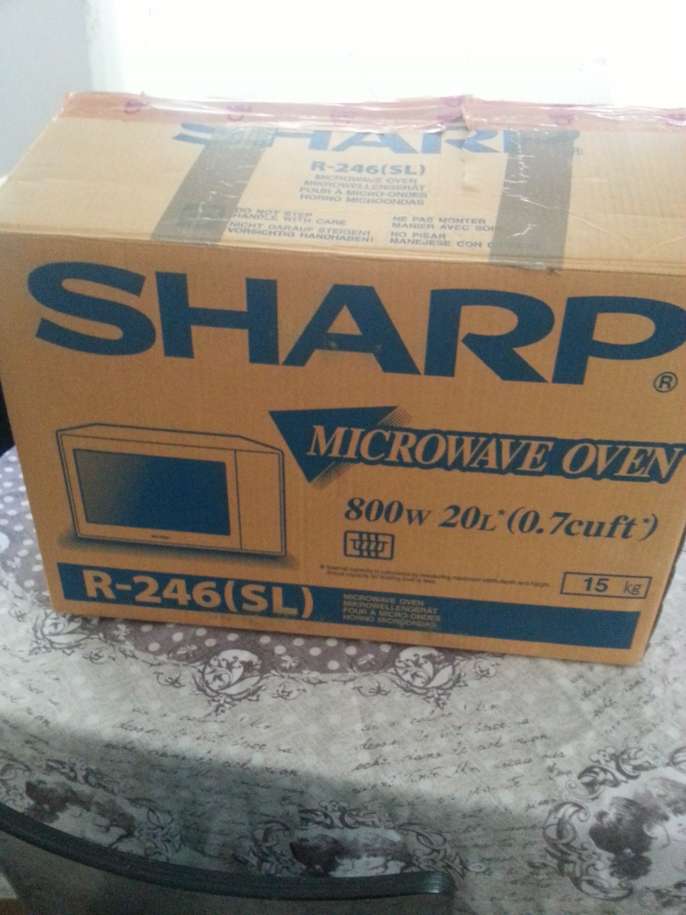 SHARP
R-246(SL)
MICROWAVE OVEN
MIKROWELLENGERÄT
FOUR A MICRO-ONDES
HORNO MICROONDAS
DO NOT STEP
HANDLE WITH CARE
NICHT DARAUF STEIGEN!
VORSICHTIG HANDHABEN!
NE PAS MONTER
MANIER AVEC
NO PISAR
MANEJESE CON
SHARP®
MICROWAVE OVEN
800W 20L* (0.7cuft*)
15 kg
R-246(SL)
MICROWAVE OVEN
MIKROWELLENGERÄT
FOUR A MICRO-ONDES
HORNO MICROONDAS